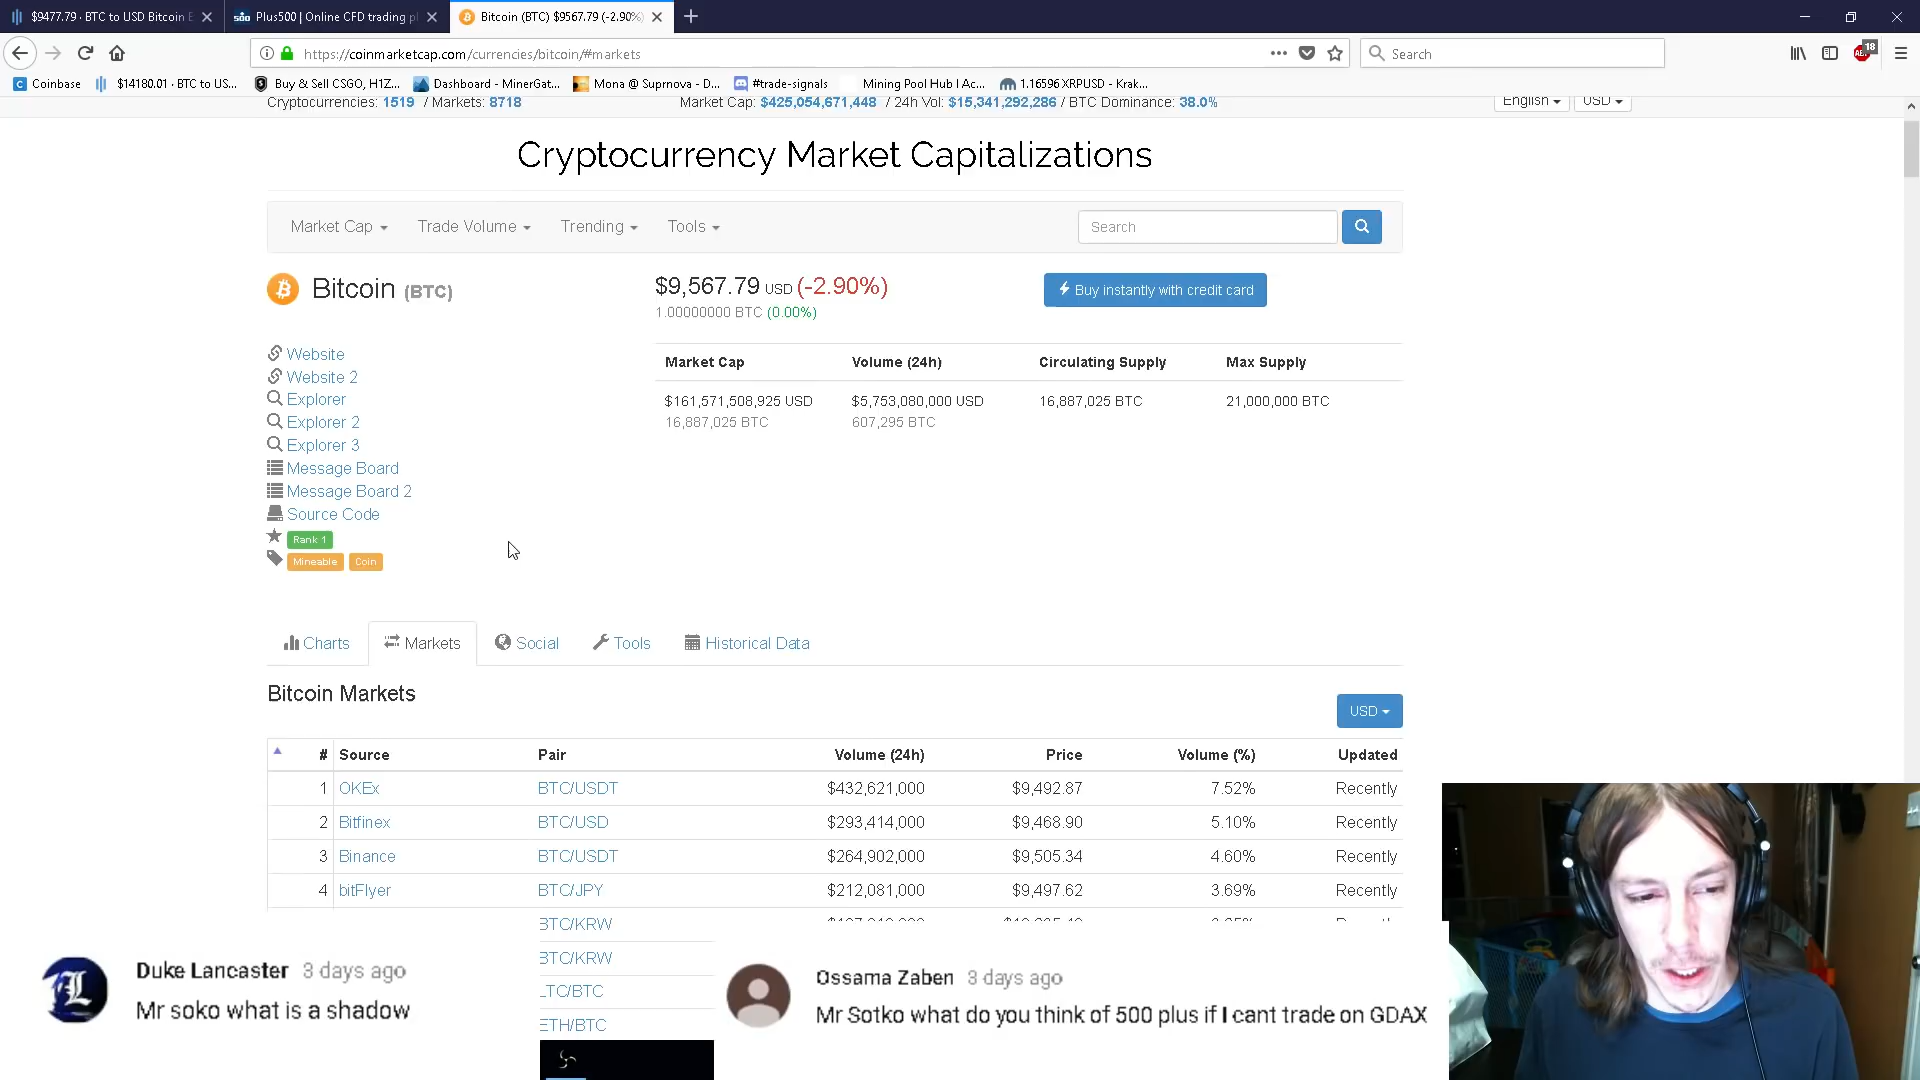 $9477.79 · BTC to USD Bitcoin E
Plus500 | Online CFD trading pl
Bitcoin (BTC) $9567.79 (-2.90%)
https://coinmarketcap.com/currencies/bitcoin/#markets
Search
18
Coinbase
$14180.01 · BTC to US...
Buy & Sell CSGO, H1Z...
Dashboard - MinerGat...
Mona @ Suprnova - D...
#trade-signals
Mining Pool Hub | Ac...
1.16596 XRPUSD - Krak...
Cryptocurrencies: 1519 / Markets: 8718
Market Cap: $425,054,671,448 / 24h Vol: $15,341,292,286 / BTC Dominance: 38.0%
English
USD
Cryptocurrency Market Capitalizations
Market Cap
Trade Volume
Trending
Tools
Search
Bitcoin (BTC)
$9,567.79 USD (-2.90%)
1.00000000 BTC (0.00%)
Buy instantly with credit card
Website
Website 2
Explorer
Explorer 2
Explorer 3
Message Board
Message Board 2
Source Code
Rank 1
Mineable Coin
Market Cap Volume (24h) Circulating Supply Max Supply
$161,571,508,925 USD $5,753,080,000 USD 16,887,025 BTC 21,000,000 BTC
16,887,025 BTC 607,295 BTC
Charts Markets Social Tools Historical Data
Bitcoin Markets
USD
# Source Pair Volume (24h) Price Volume (%) Updated
1 OKEx BTC/USDT $432,621,000 $9,492.87 7.52% Recently
2 Bitfinex BTC/USD $293,414,000 $9,468.90 5.10% Recently
3 Binance BTC/USDT $264,902,000 $9,505.34 4.60% Recently
4 bitFlyer BTC/JPY $212,081,000 $9,497.62 3.69% Recently
BTC/KRW
BTC/KRW
LTC/BTC
ETH/BTC
Duke Lancaster 3 days ago
Mr soko what is a shadow
Ossama Zaben 3 days ago
Mr Sotko what do you think of 500 plus if I cant trade on GDAX